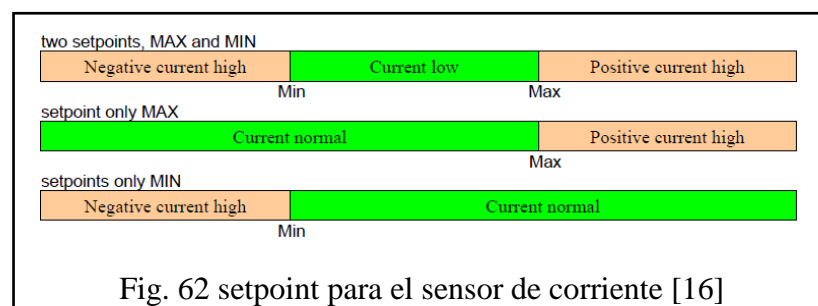 two setpoints, MAX and MIN
Negative current high Current low Positive current high
Min Max
setpoint only MAX
Current normal Positive current high
Max
setpoints only MIN
Negative current high Current normal
Min
Fig. 62 setpoint para el sensor de corriente [16]